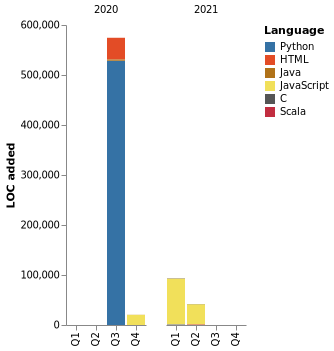 2020 2021
Language
Python
HTML
Java
JavaScript
C
Scala
LOC added
600,000
500,000
400,000
300,000
200,000
100,000
0
Q1 Q2 Q3 Q4 Q1 Q2 Q3 Q4